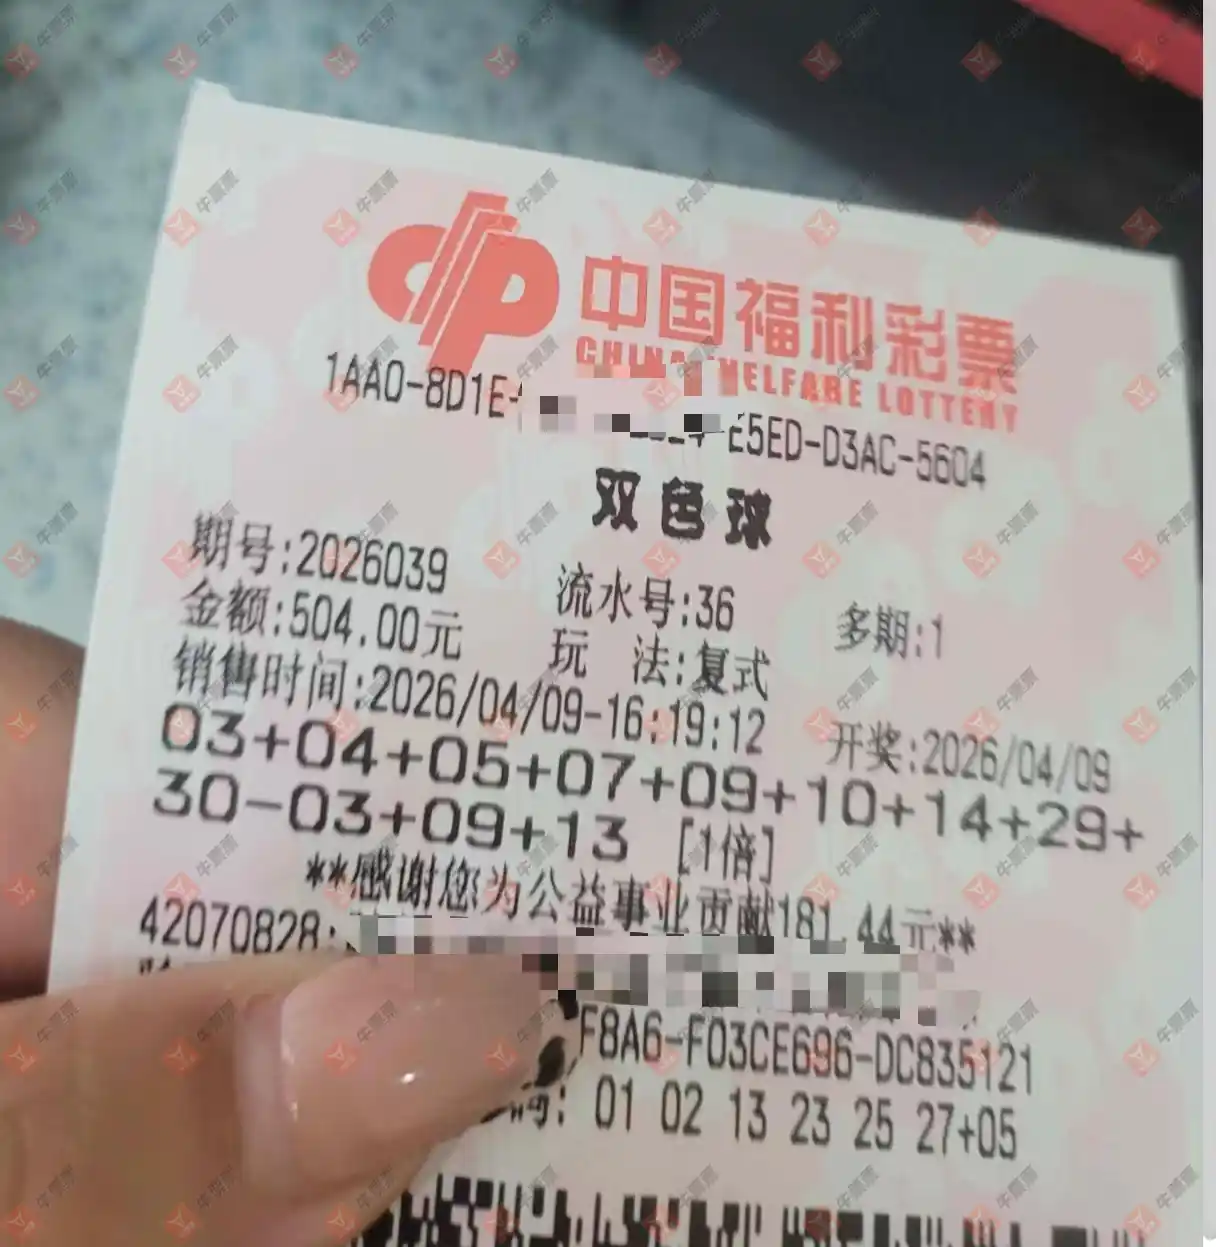 中国福利彩票
CHINA WELFARE LOTTERY
1AA0-8D1E-
E5ED-D3AC-5604
双色球
期号:2026039 流水号:36 多期:1
金额:504.00元 玩 法:复式
销售时间:2026/04/09-16:19:12 开奖:2026/04/09
03+04+05+07+09+10+14+29+
30-03+09+13 [1倍]
**感谢您为公益事业贡献181.44元**
42070828:
F8A6-F03CE696-DC835121
码: 01 02 13 23 25 27+05
牛票票